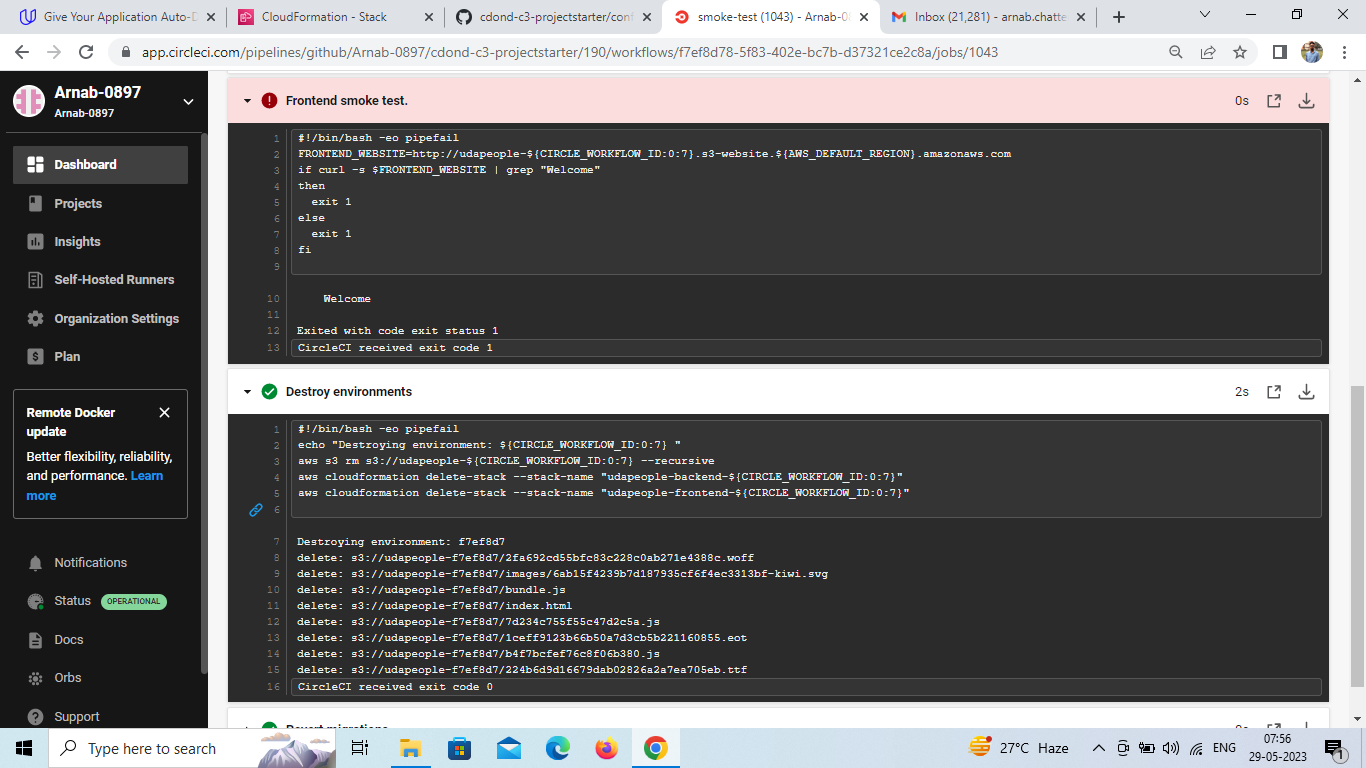 Give Your Application Auto-D
CloudFormation - Stack
cdond-c3-projectstarter/conf
smoke-test (1043) - Arnab-0
Inbox (21,281) - arnab.chatte
app.circleci.com/pipelines/github/Arnab-0897/cdond-c3-projectstarter/190/workflows/f7ef8d78-5f83-402e-bc7b-d37321ce2c8a/jobs/1043
Arnab-0897
Arnab-0897
Dashboard
Projects
Insights
Self-Hosted Runners
Organization Settings
Plan
Remote Docker
update
Better flexibility, reliability,
and performance. Learn
more
Notifications
Status OPERATIONAL
Docs
Orbs
Support
Frontend smoke test.
0s
1 #!/bin/bash -eo pipefail
2 FRONTEND_WEBSITE=http://udapeople-${CIRCLE_WORKFLOW_ID:0:7}.s3-website.${AWS_DEFAULT_REGION}.amazonaws.com
3 if curl -s $FRONTEND_WEBSITE | grep "Welcome"
4 then
5 exit 1
6 else
7 exit 1
8 fi
9
10 Welcome
11
12 Exited with code exit status 1
13 CircleCI received exit code 1
Destroy environments
2s
1 #!/bin/bash -eo pipefail
2 echo "Destroying environment: ${CIRCLE_WORKFLOW_ID:0:7} "
3 aws s3 rm s3://udapeople-${CIRCLE_WORKFLOW_ID:0:7} --recursive
4 aws cloudformation delete-stack --stack-name "udapeople-backend-${CIRCLE_WORKFLOW_ID:0:7}"
5 aws cloudformation delete-stack --stack-name "udapeople-frontend-${CIRCLE_WORKFLOW_ID:0:7}"
6
7 Destroying environment: f7ef8d7
8 delete: s3://udapeople-f7ef8d7/2fa692cd55bfc83c228c0ab271e4388c.woff
9 delete: s3://udapeople-f7ef8d7/images/6ab15f4239b7d187935cf6f4ec3313bf-kiwi.svg
10 delete: s3://udapeople-f7ef8d7/bundle.js
11 delete: s3://udapeople-f7ef8d7/index.html
12 delete: s3://udapeople-f7ef8d7/7d234c755f55c47d2c5a.js
13 delete: s3://udapeople-f7ef8d7/1ceff9123b66b50a7d3cb5b221160855.eot
14 delete: s3://udapeople-f7ef8d7/b4f7bcfef76c8f06b380.js
15 delete: s3://udapeople-f7ef8d7/224b6d9d16679dab02826a2a7ea705eb.ttf
16 CircleCI received exit code 0
Type here to search
27°C Haze
ENG
07:56
29-05-2023
1